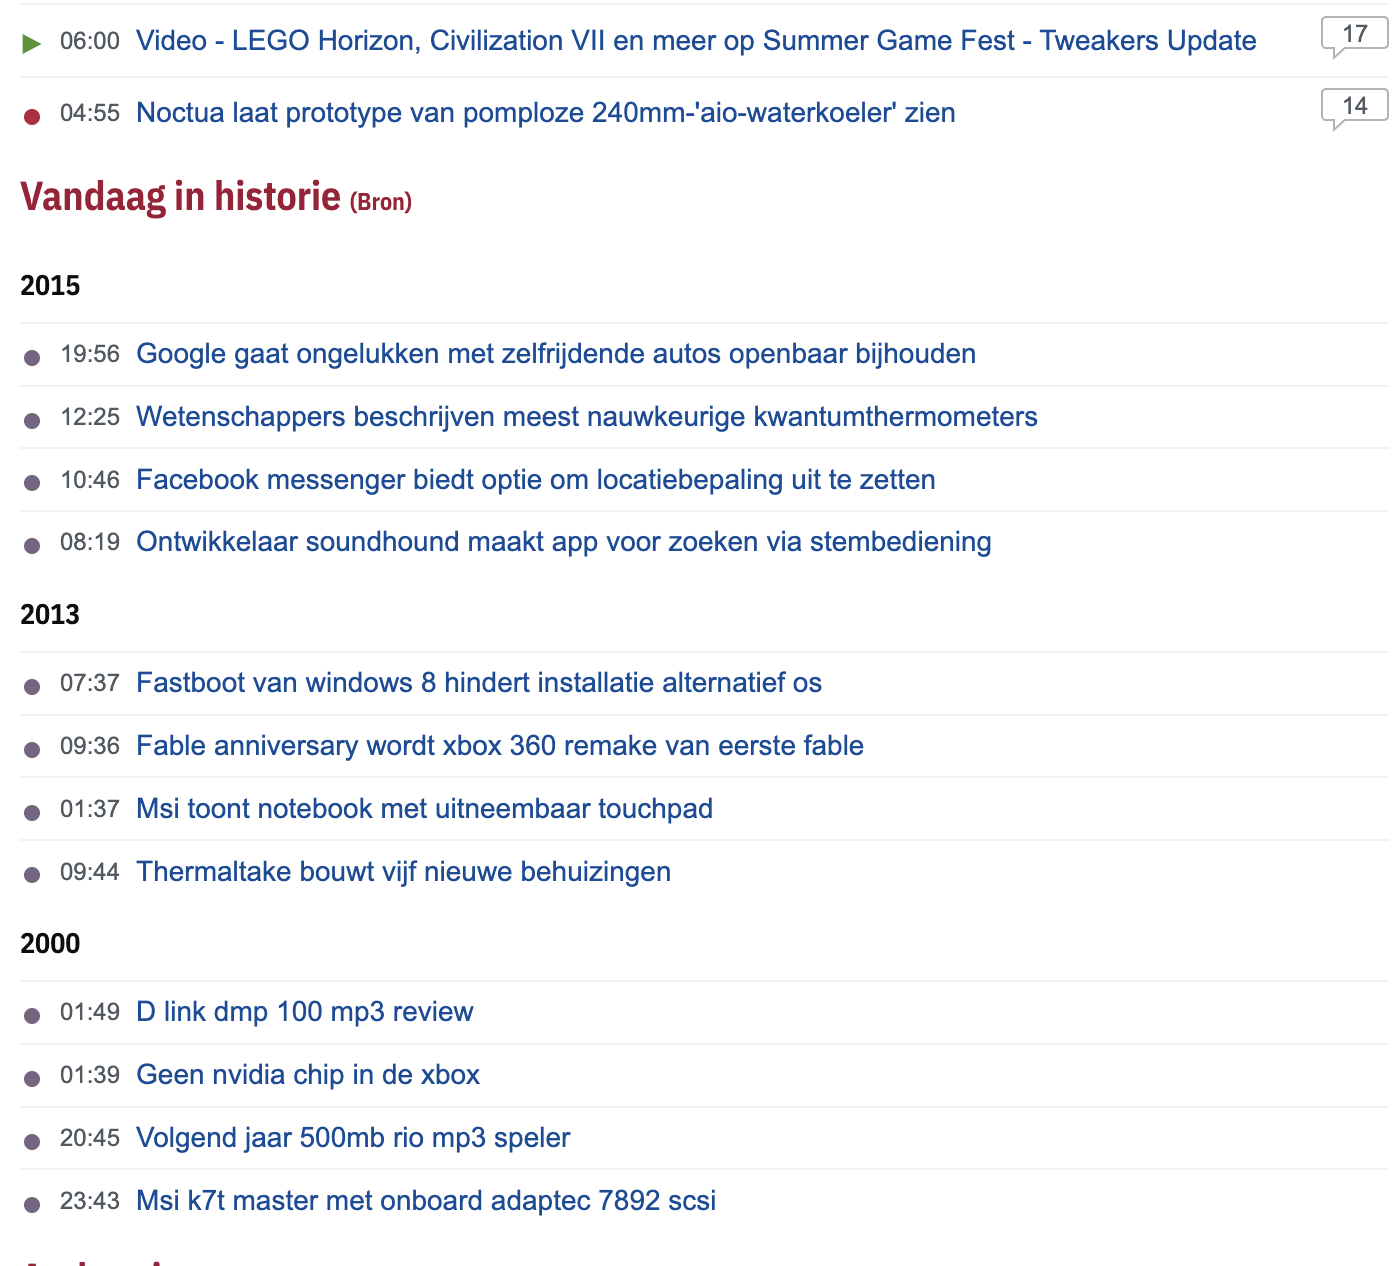 06:00 Video - LEGO Horizon, Civilization VII en meer op Summer Game Fest - Tweakers Update 17
04:55 Noctua laat prototype van pomploze 240mm-'aio-waterkoeler' zien 14
Vandaag in historie (Bron)
2015
19:56 Google gaat ongelukken met zelfrijdende autos openbaar bijhouden
12:25 Wetenschappers beschrijven meest nauwkeurige kwantumthermometers
10:46 Facebook messenger biedt optie om locatiebepaling uit te zetten
08:19 Ontwikkelaar soundhound maakt app voor zoeken via stembediening
2013
07:37 Fastboot van windows 8 hindert installatie alternatief os
09:36 Fable anniversary wordt xbox 360 remake van eerste fable
01:37 Msi toont notebook met uitneembaar touchpad
09:44 Thermaltake bouwt vijf nieuwe behuizingen
2000
01:49 D link dmp 100 mp3 review
01:39 Geen nvidia chip in de xbox
20:45 Volgend jaar 500mb rio mp3 speler
23:43 Msi k7t master met onboard adaptec 7892 scsi